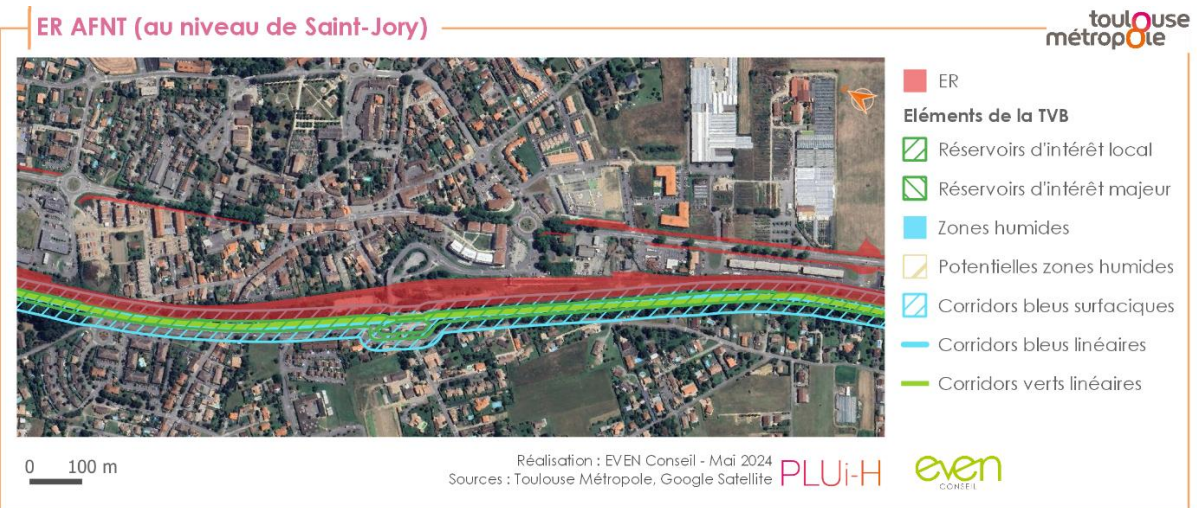 ER AFNT (au niveau de Saint-Jory)
toulouse
métropole
ER
Eléments de la TVB
Réservoirs d'intérêt local
Réservoirs d'intérêt majeur
Zones humides
Potentielles zones humides
Corridors bleus surfaciques
Corridors bleus linéaires
Corridors verts linéaires
0 100 m
Réalisation : EVEN Conseil - Mai 2024
Sources : Toulouse Métropole, Google Satellite
PLUi-H
even
CONSEIL